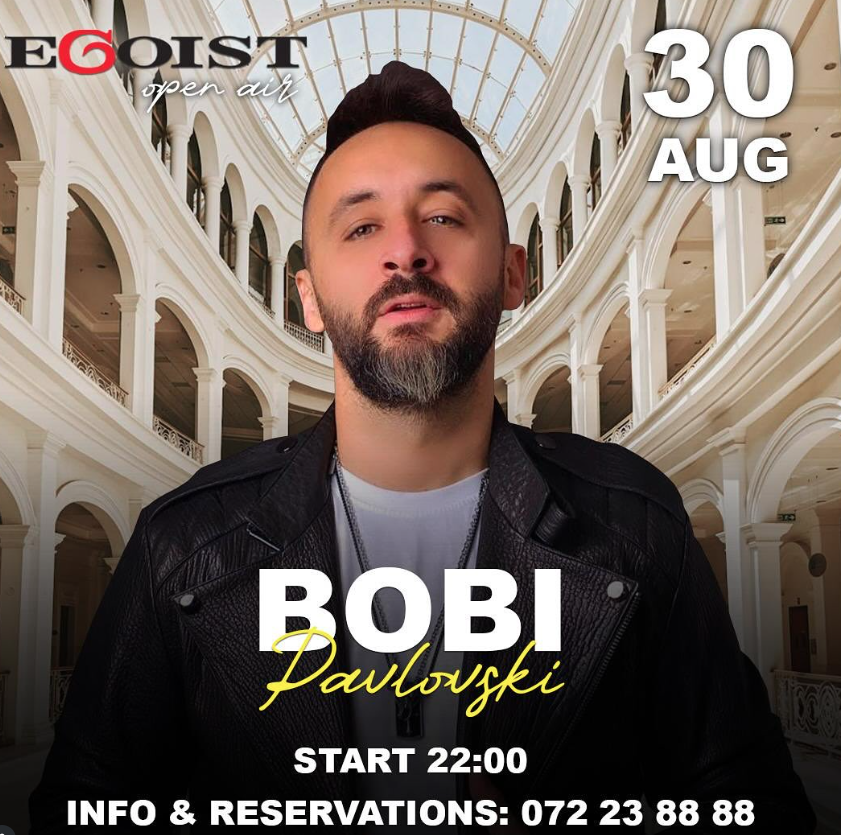 EGOIST
open air
30
AUG
BOBI
Pavlovski
START 22:00
INFO & RESERVATIONS: 072 23 88 88